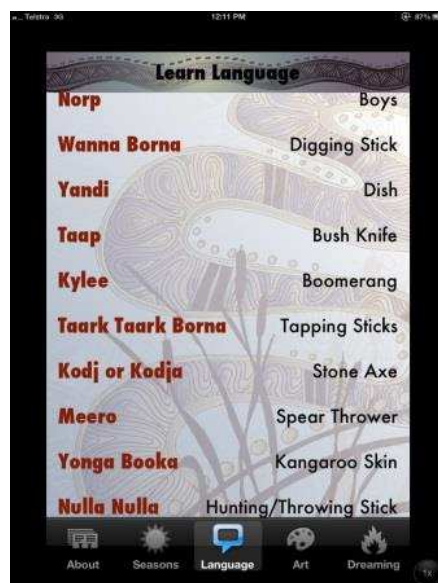 Telstra 3G 12:11 PM 87%
Learn Language
Norp Boys
Wanna Borna Digging Stick
Yandi Dish
Taap Bush Knife
Kylee Boomerang
Taark Taark Borna Tapping Sticks
Kodj or Kodja Stone Axe
Meero Spear Thrower
Yonga Booka Kangaroo Skin
Nulla Nulla Hunting/Throwing Stick
About Seasons Language Art Dreaming